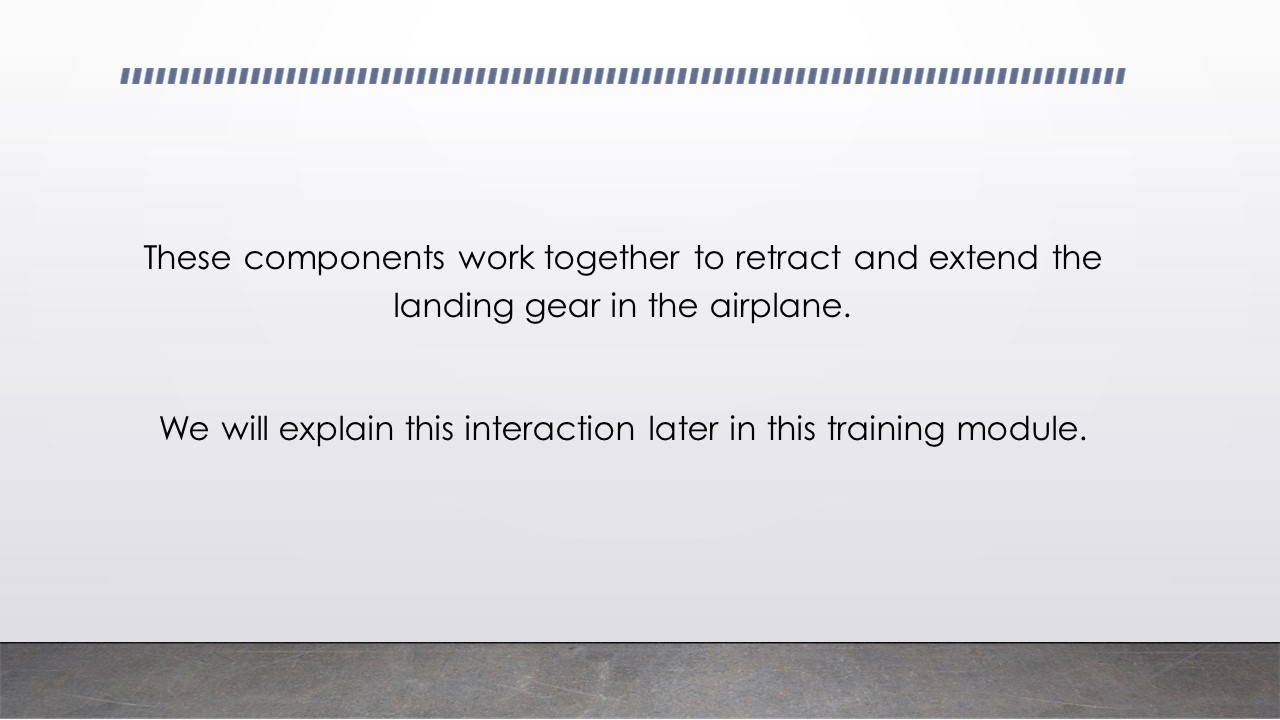 These components work together to retract and extend the
landing gear in the airplane.
We will explain this interaction later in this training module.